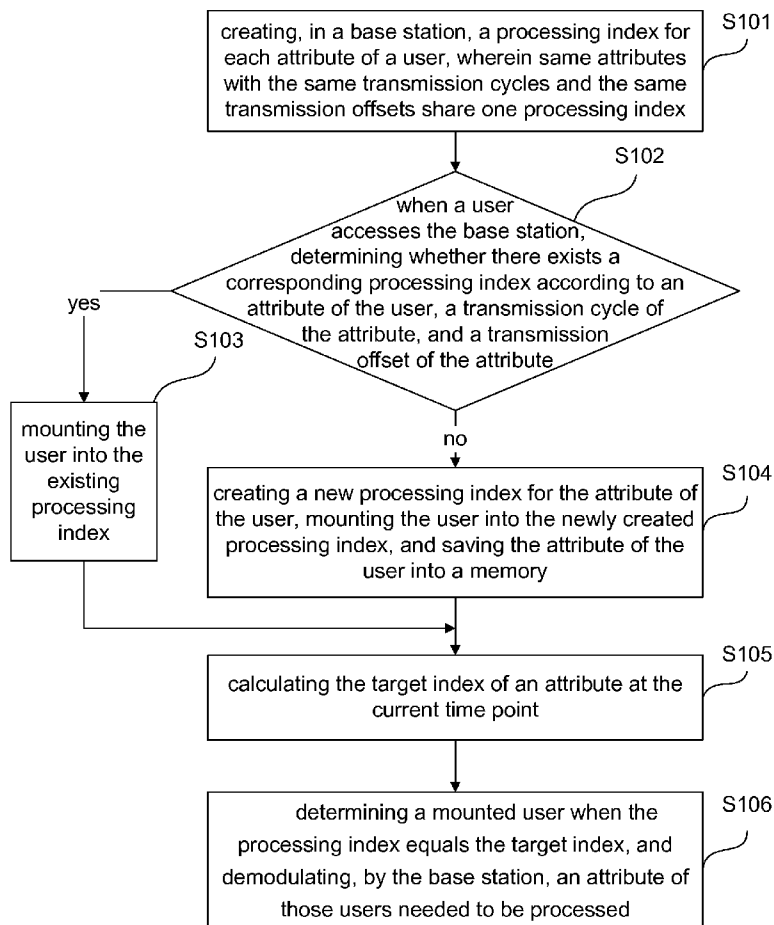 S101
creating, in a base station, a processing index for
each attribute of a user, wherein same attributes
with the same transmission cycles and the same
transmission offsets share one processing index
S102
when a user
accesses the base station,
determining whether there exists a
corresponding processing index according to an
attribute of the user, a transmission cycle of
the attribute, and a transmission
offset of the attribute
yes
S103
mounting the
user into the
existing
processing
index
no
S104
creating a new processing index for the attribute of
the user, mounting the user into the newly created
processing index, and saving the attribute of the
user into a memory
S105
calculating the target index of an attribute at the
current time point
S106
determining a mounted user when the
processing index equals the target index, and
demodulating, by the base station, an attribute of
those users needed to be processed